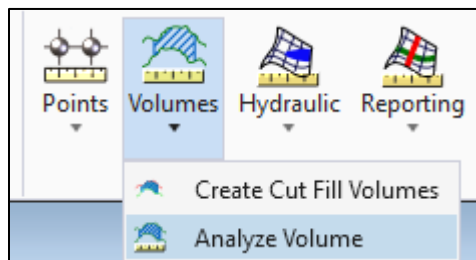 Points Volumes Hydraulic Reporting
Create Cut Fill Volumes
Analyze Volume